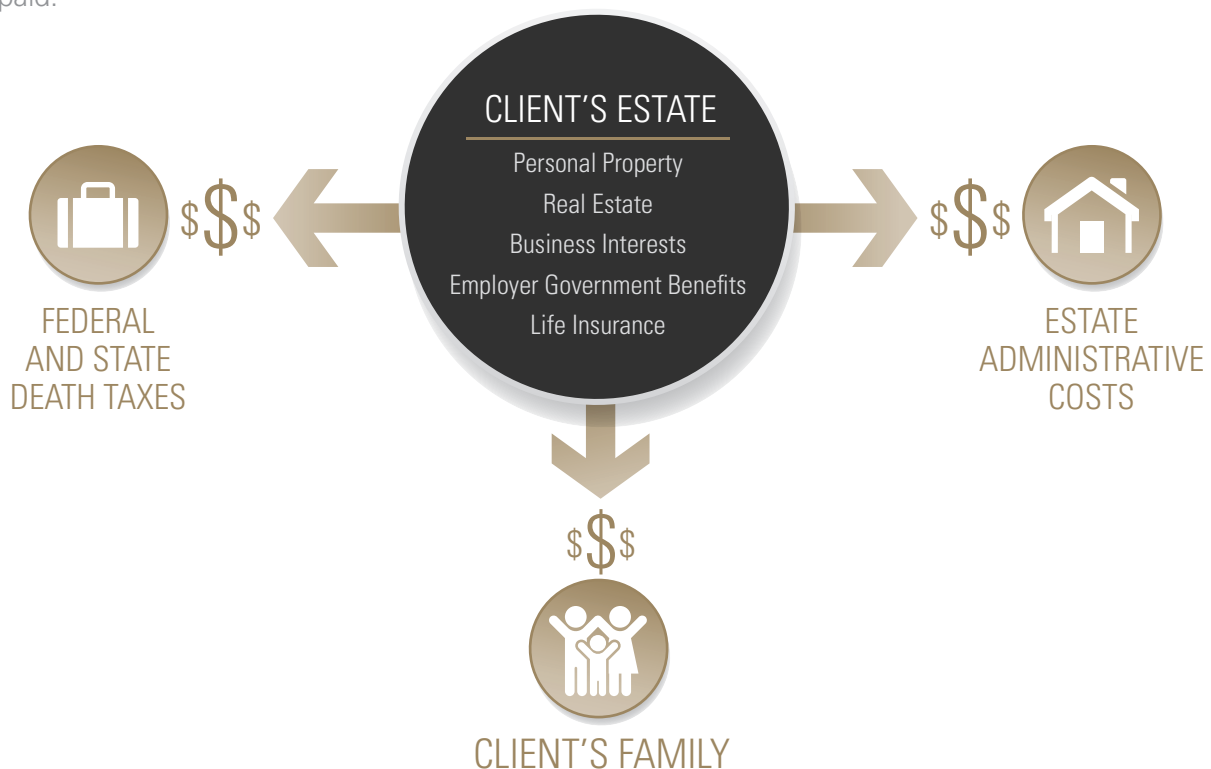 paid.
CLIENT'S ESTATE
Personal Property
Real Estate
Business Interests
Employer Government Benefits
Life Insurance
$$$
$$$
FEDERAL
AND STATE
DEATH TAXES
ESTATE
ADMINISTRATIVE
COSTS
$$$
CLIENT'S FAMILY